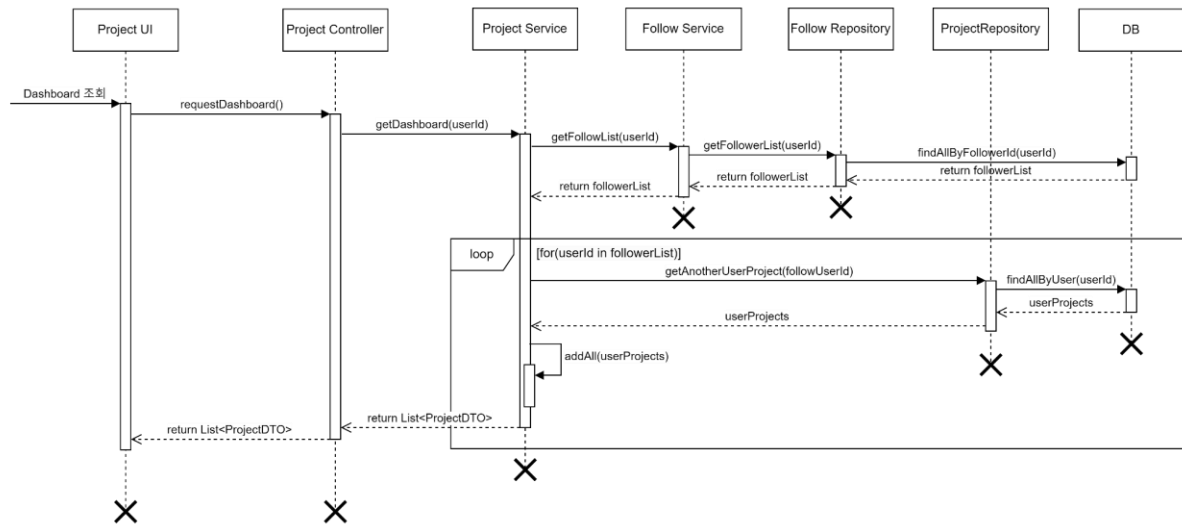 Project UI
Project Controller
Project Service
Follow Service
Follow Repository
ProjectRepository
DB
Dashboard 조회
requestDashboard()
getDashboard(userId)
getFollowList(userId)
getFollowerList(userId)
findAllByFollowerId(userId)
return followerList
return followerList
return followerList
loop
[for(userId in followerList)]
getAnotherUserProject(followUserId)
findAllByUser(userId)
userProjects
userProjects
addAll(userProjects)
return List<ProjectDTO>
return List<ProjectDTO>